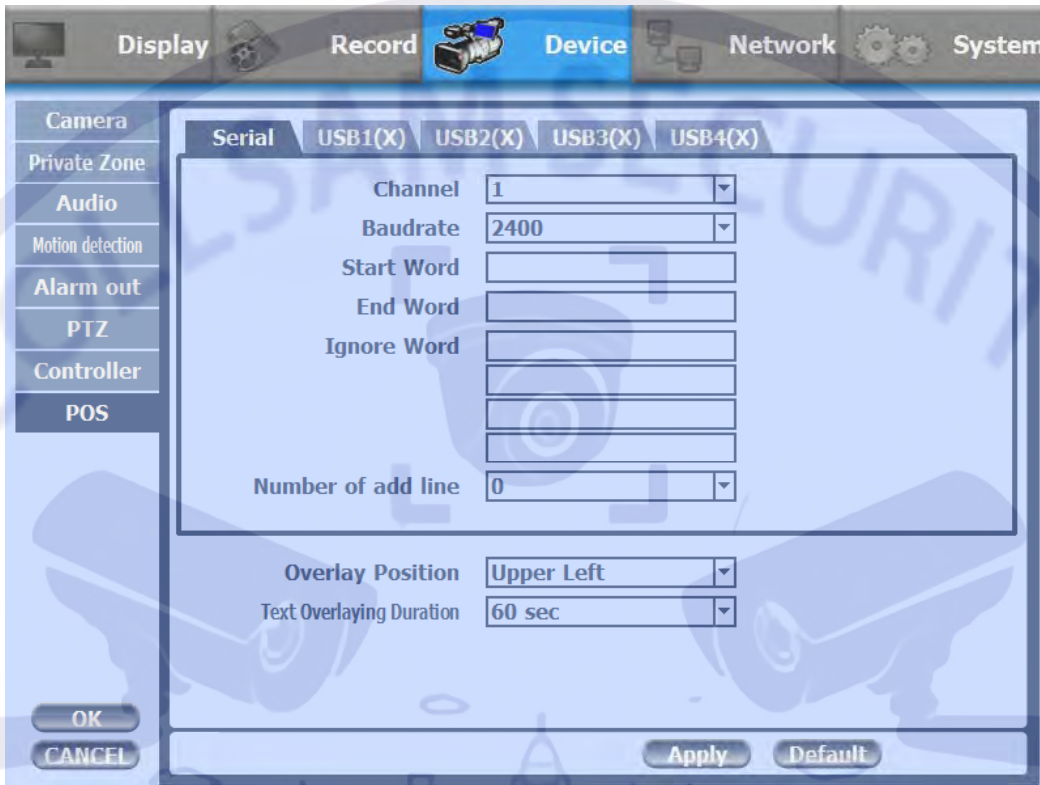 Display Record Device Network System
Camera
Private Zone
Audio
Motion detection
Alarm out
PTZ
Controller
POS
OK
CANCEL
Serial USB1(X) USB2(X) USB3(X) USB4(X)
Channel 1
Baudrate 2400
Start Word
End Word
Ignore Word
Number of add line 0
Overlay Position Upper Left
Text Overlaying Duration 60 sec
Apply Default